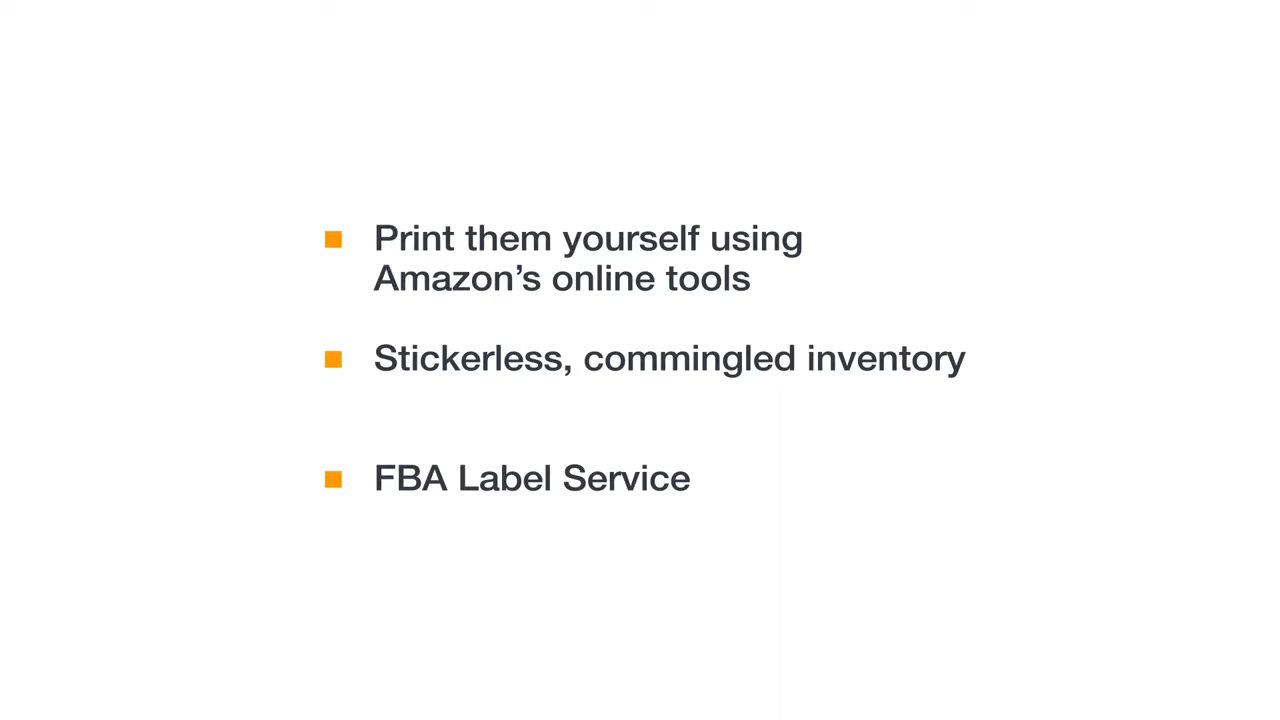 Print them yourself using
Amazon’s online tools
Stickerless, commingled inventory
FBA Label Service